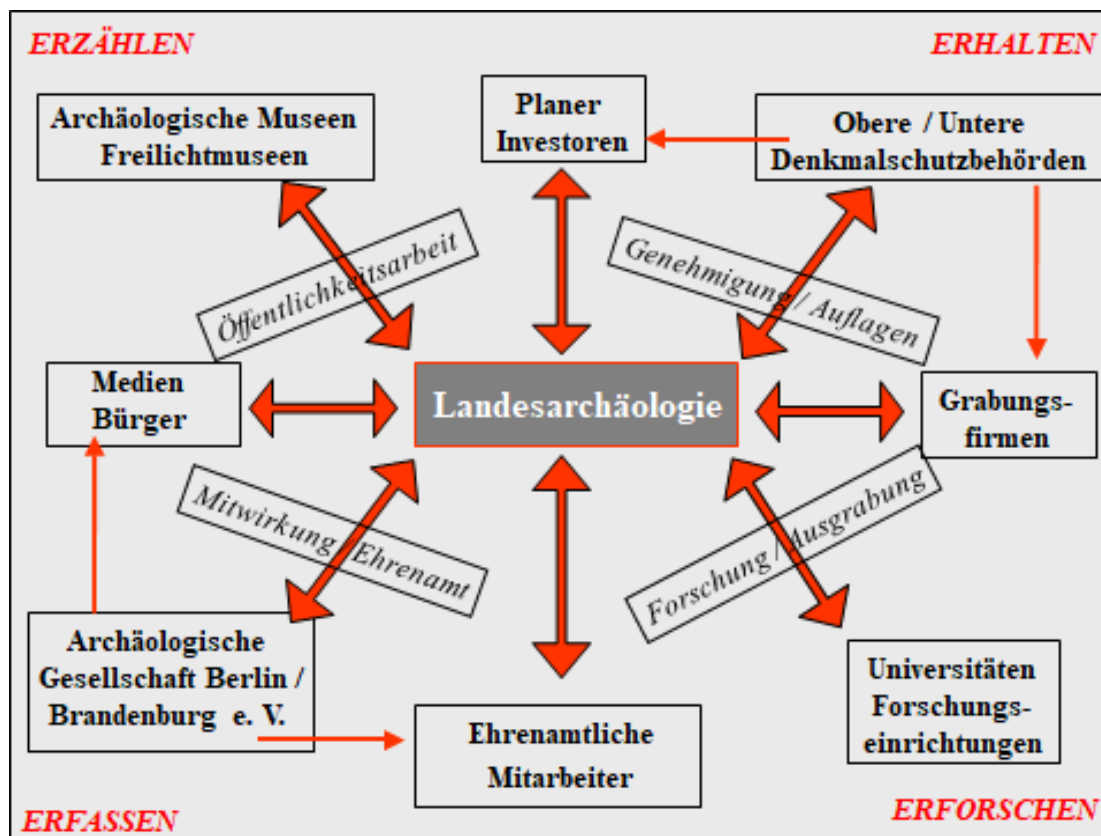 ERZÄHLEN
ERHALTEN
Archäologische Museen
Freilichtmuseen
Planer
Investoren
Obere / Untere
Denkmalschutzbehörden
Öffentlichkeitsarbeit
Genehmigung / Auflagen
Medien
Bürger
Landesarchäologie
Grabungs-
firmen
Mitwirkung / Ehrenamt
Forschung / Ausgrabung
Archäologische
Gesellschaft Berlin /
Brandenburg e. V.
Ehrenamtliche
Mitarbeiter
Universitäten
Forschungs-
einrichtungen
ERFASSEN
ERFORSCHEN